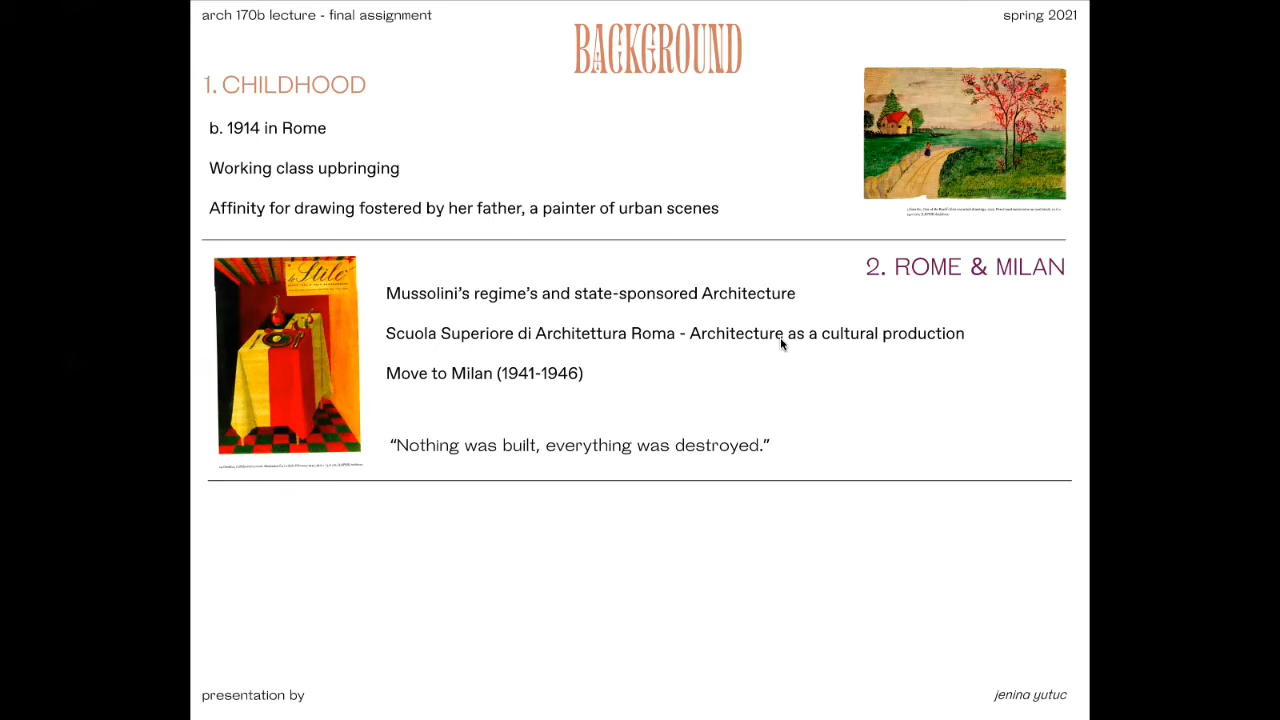 arch 170b lecture - final assignment
spring 2021
BACKGROUND
1. CHILDHOOD
b. 1914 in Rome
Working class upbringing
Affinity for drawing fostered by her father, a painter of urban scenes
2. ROME & MILAN
Stile
Mussolini’s regime’s and state-sponsored Architecture
Scuola Superiore di Architettura Roma - Architecture as a cultural production
Move to Milan (1941-1946)
“Nothing was built, everything was destroyed.”
presentation by
jenina yutuc